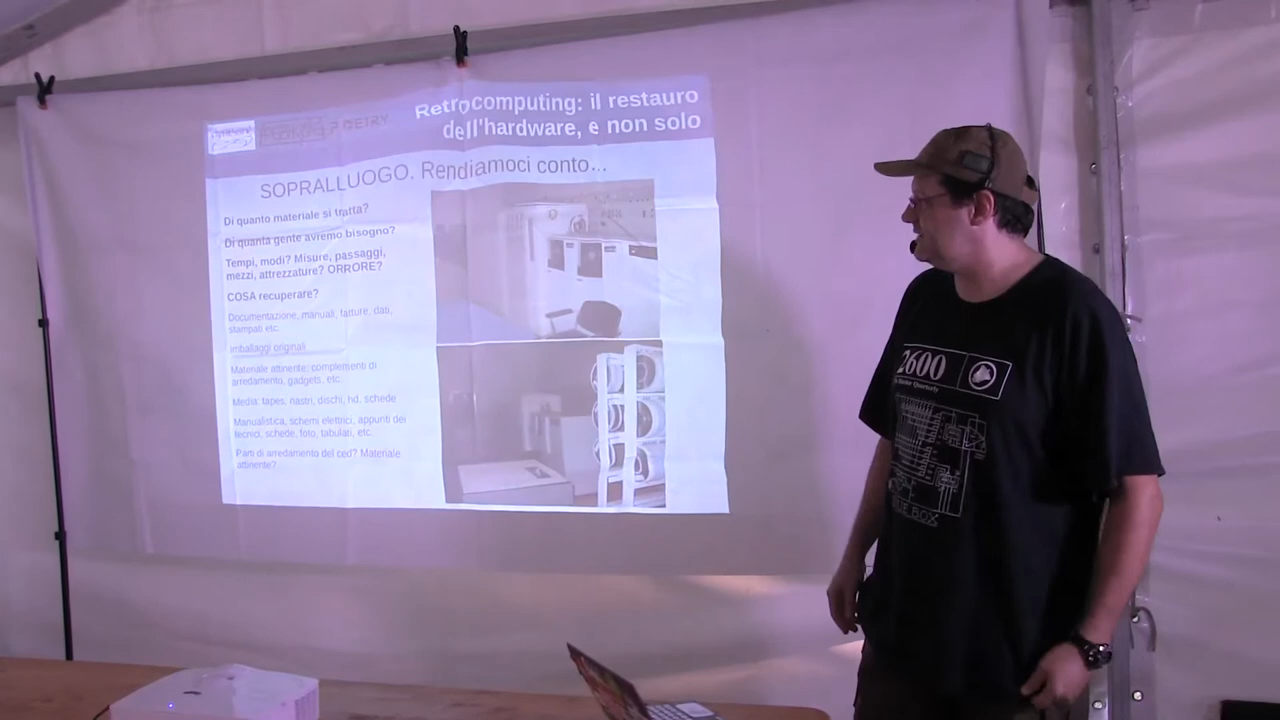 POETRY
Retrocomputing: il restauro
dell'hardware, e non solo
SOPRALLUOGO. Rendiamoci conto...
Di quanto materiale si tratta?
Di quanta gente avremo bisogno?
Tempi, modi? Misure, passaggi,
mezzi, attrezzature? ORRORE?
COSA recuperare?
Documentazione, manuali, fatture, dati,
stampati etc.
Imballaggi originali
Materiale attinente: complementi di
arredamento, gadgets, etc.
Media: tapes, nastri, dischi, hd, schede
Manualistica, schemi elettrici, appunti dei
tecnici, schede, foto, tabulati, etc.
Parti di arredamento del ced? Materiale
attinente?
2600
Quarterly
BOX